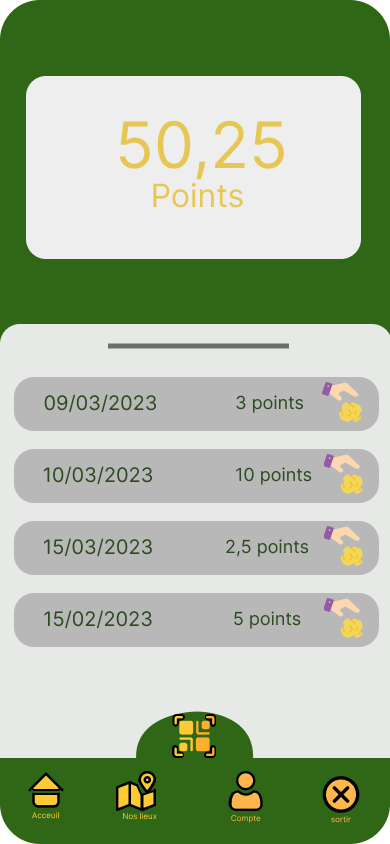 50,25
Points
09/03/2023 3 points
10/03/2023 10 points
15/03/2023 2,5 points
15/02/2023 5 points
Acceuil Nos lieux Compte sortir